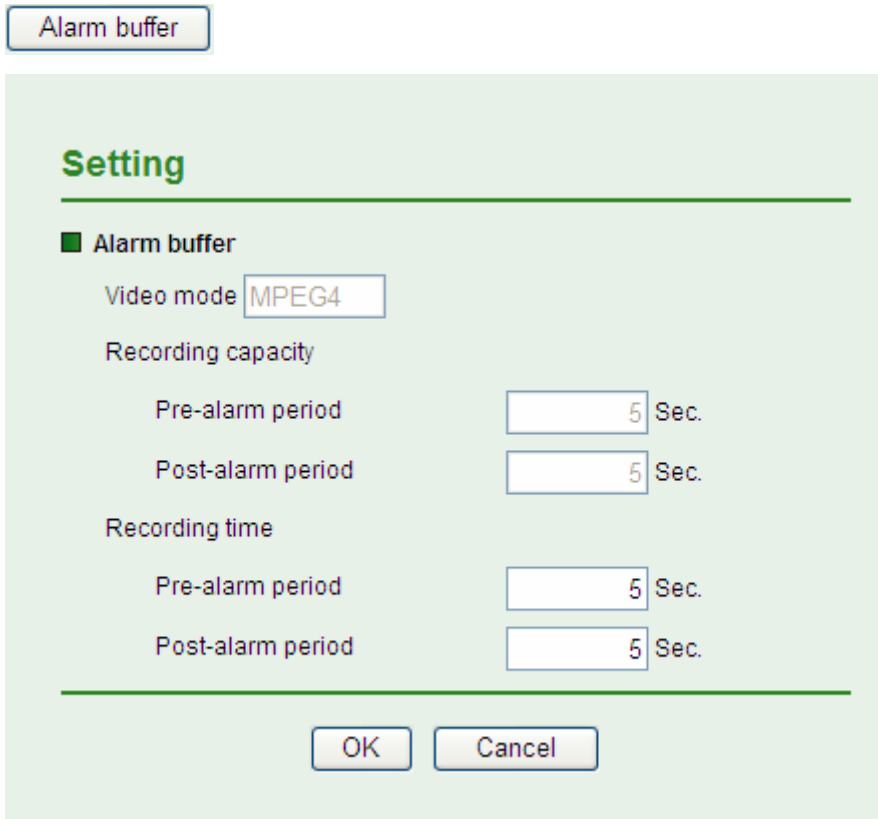 Alarm buffer
Setting
Alarm buffer
Video mode MPEG4
Recording capacity
Pre-alarm period 5 Sec.
Post-alarm period 5 Sec.
Recording time
Pre-alarm period 5 Sec.
Post-alarm period 5 Sec.
OK Cancel